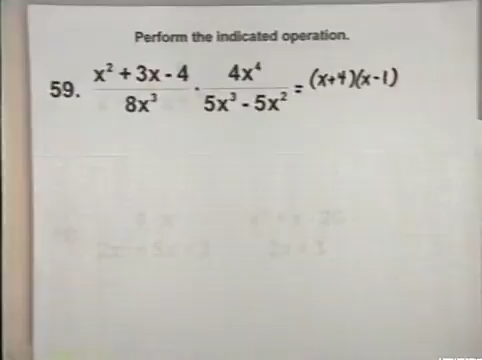 Perform the indicated operation.
59. (x² + 3x - 4)/(8x³) · (4x⁴)/(5x³ - 5x²) = (x+4)(x-1)